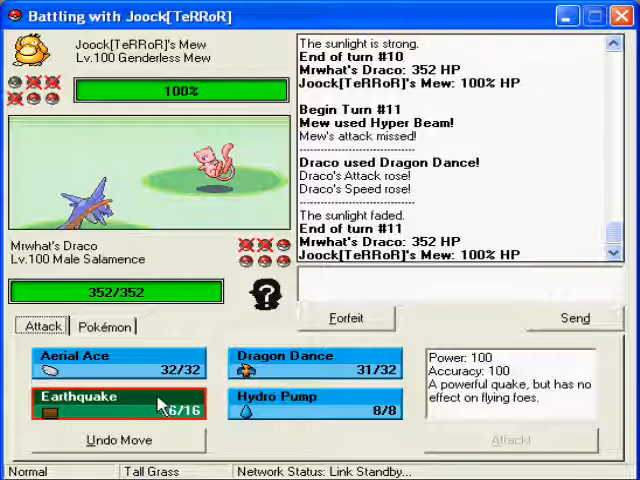 Battling with Joock[TeRRoR]
Joock[TeRRoR]'s Mew
Lv.100 Genderless Mew
100%
The sunlight is strong.
End of turn #10
Mrwhat's Draco: 352 HP
Joock[TeRRoR]'s Mew: 100% HP
Begin Turn #11
Mew used Hyper Beam!
Mew's attack missed!
Draco used Dragon Dance!
Draco's Attack rose!
Draco's Speed rose!
The sunlight faded.
End of turn #11
Mrwhat's Draco: 352 HP
Joock[TeRRoR]'s Mew: 100% HP
Mrwhat's Draco
Lv.100 Male Salamence
352/352
Forfeit
Send
Attack
Pokémon
Aerial Ace
32/32
Dragon Dance
31/32
Earthquake
6/16
Hydro Pump
8/8
Power: 100
Accuracy: 100
A powerful quake, but has no
effect on flying foes.
Undo Move
Attack!
Normal
Tall Grass
Network Status: Link Standby...